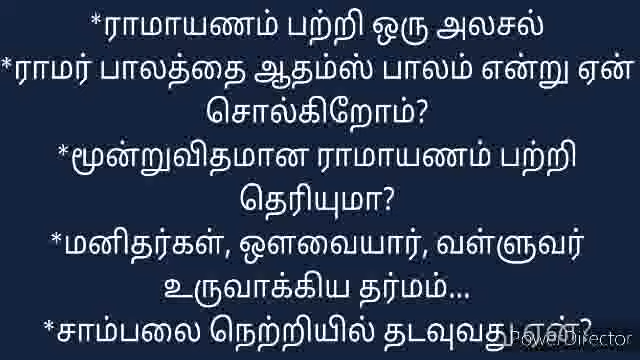 *ராமாயணம் பற்றி ஒரு அலசல்
*ராமர் பாலத்தை ஆதம்ஸ் பாலம் என்று ஏன்
சொல்கிறோம்?
*மூன்றுவிதமான ராமாயணம் பற்றி
தெரியுமா?
*மனிதர்கள், ஔவையார், வள்ளுவர்
உருவாக்கிய தர்மம்...
*சாம்பலை நெற்றியில் தடவுவது ஏன்?
PowerDirector